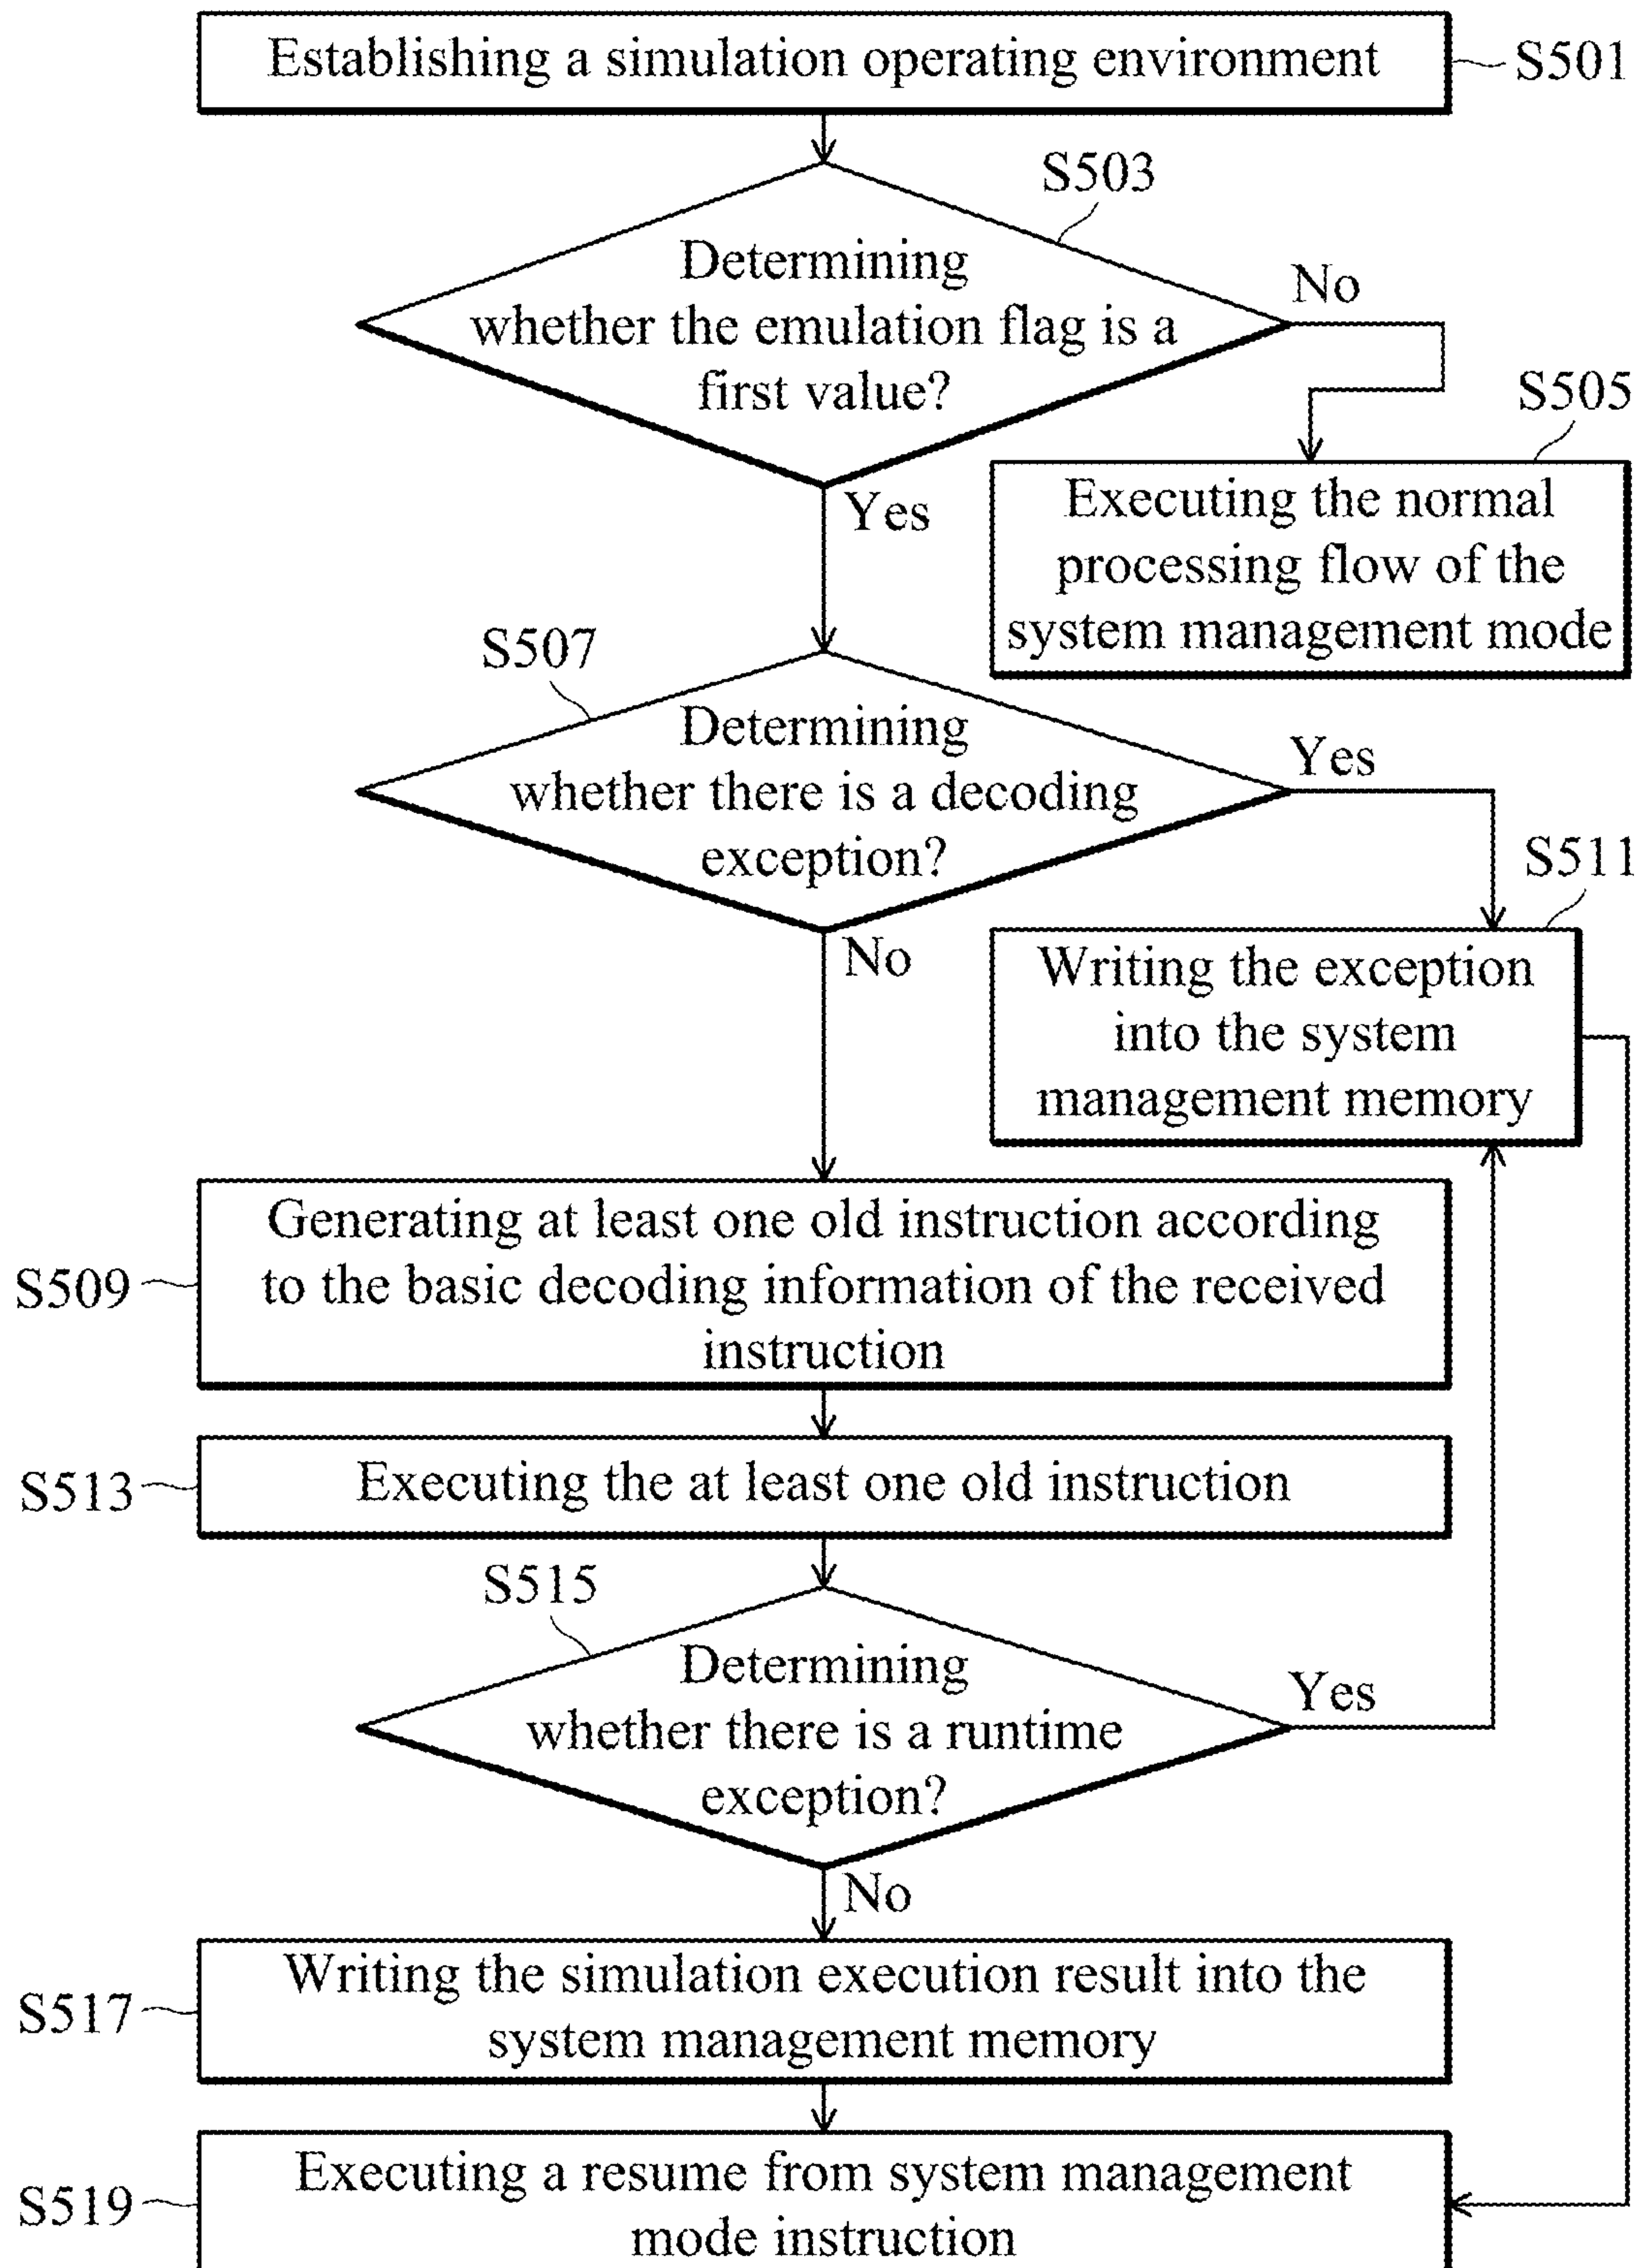 Establishing a simulation operating environment
S501
S503
Determining
whether the emulation flag is a
first value?
No
Yes
S505
Executing the normal
processing flow of the
system management mode
S507
Determining
whether there is a decoding
exception?
Yes
No
S511
Writing the exception
into the system
management memory
S509
Generating at least one old instruction according
to the basic decoding information of the received
instruction
S513
Executing the at least one old instruction
S515
Determining
whether there is a runtime
exception?
Yes
No
S517
Writing the simulation execution result into the
system management memory
S519
Executing a resume from system management
mode instruction